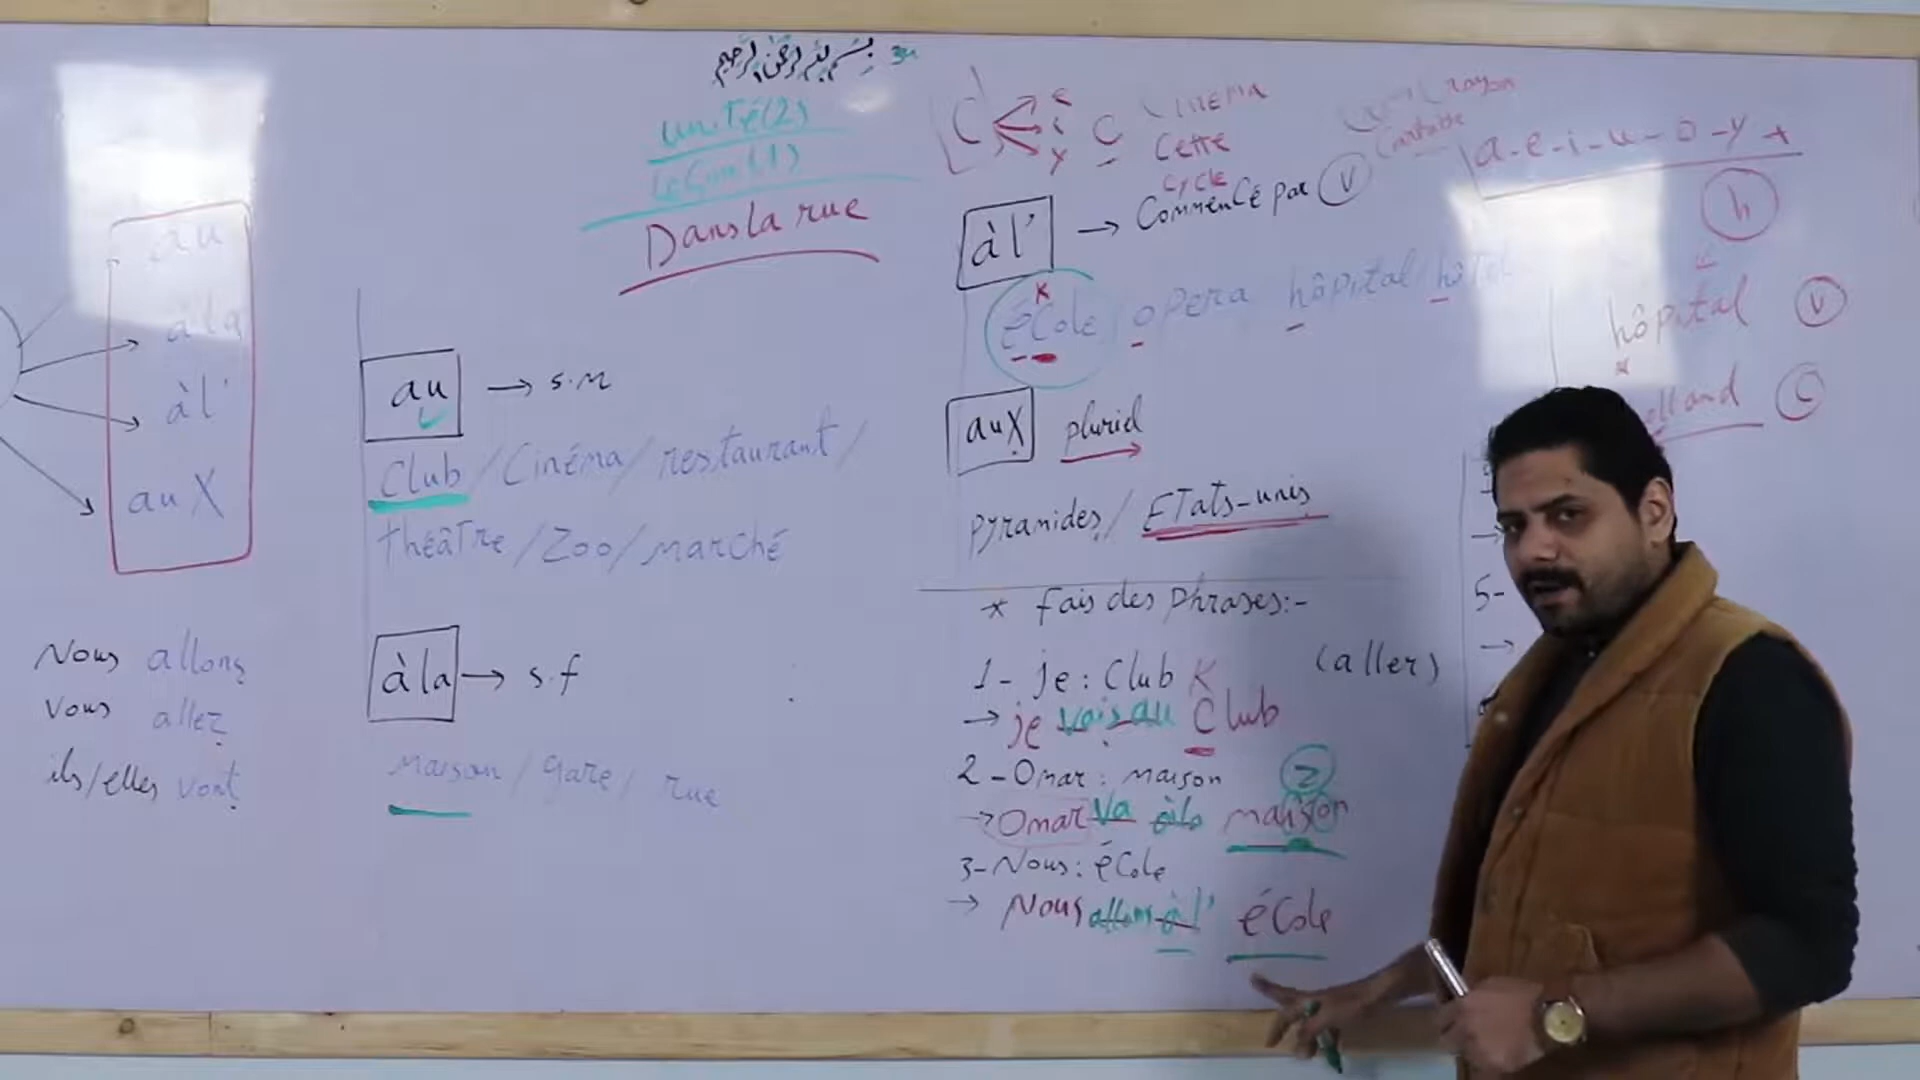 بسم الله الرحمن الرحيم
unité(2)
Leçon(1)
Dans la rue
au
à la
à l'
aux
Nous allons
Vous allez
ils/elles vont
au → s.m
Club / Cinéma / restaurant /
théâtre / Zoo / marché
à la → s.f
maison / gare / rue
C e i y Ç Cinéma
Cette
Cycle
a-e-i-u-o-y
h
à l' → Commencé par V
K
école / opera / hôpital / hôtel
hôpital V
C
aux pluriel
Pyramides / ETats-unis
* Fais des Phrases:-
1- je: Club K (aller)
→ je vais au Club
2-Omar: maison Z
→ Omar va à la maison
3-Nous: école
→ Nous allons à l' école
5-